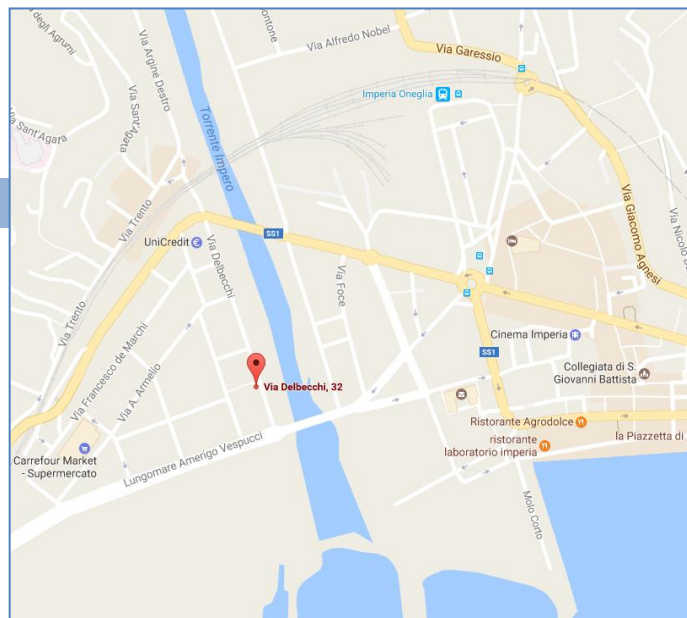 degli Agrumi
Via Argine Destro
Via Sant'Agata
Via Sant'Agata
Via Alfredo Nobel
Via Garessio
Imperia Oneglia
Torrente Impero
Via Trento
Via Giacomo Agnesi
Via Nicolo
SS1
UniCredit
Via Delbecchi
Via Foce
Via Trento
Via Francesco de Marchi
Via A. Armelio
Cinema Imperia
SS1
Collegiata di S.
Giovanni Battista
Via Delbecchi, 32
Ristorante Agrodolce
ristorante
laboratorio imperia
la Piazzetta di
Carrefour Market
- Supermercato
Lungomare Amerigo Vespucci
Molo Corto